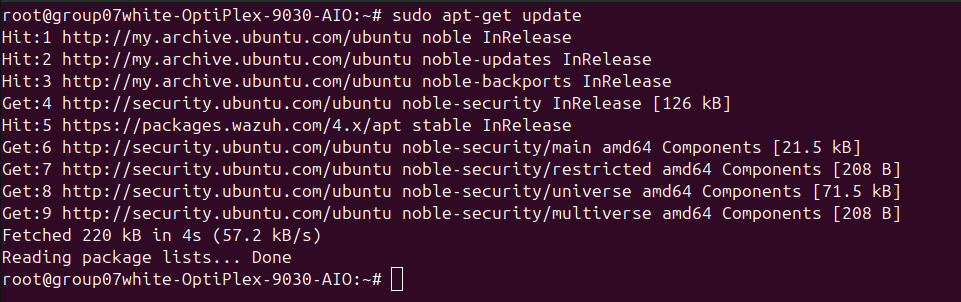 root@group07white-OptiPlex-9030-AIO:~# sudo apt-get update
Hit:1 http://my.archive.ubuntu.com/ubuntu noble InRelease
Hit:2 http://my.archive.ubuntu.com/ubuntu noble-updates InRelease
Hit:3 http://my.archive.ubuntu.com/ubuntu noble-backports InRelease
Get:4 http://security.ubuntu.com/ubuntu noble-security InRelease [126 kB]
Hit:5 https://packages.wazuh.com/4.x/apt stable InRelease
Get:6 http://security.ubuntu.com/ubuntu noble-security/main amd64 Components [21.5 kB]
Get:7 http://security.ubuntu.com/ubuntu noble-security/restricted amd64 Components [208 B]
Get:8 http://security.ubuntu.com/ubuntu noble-security/universe amd64 Components [71.5 kB]
Get:9 http://security.ubuntu.com/ubuntu noble-security/multiverse amd64 Components [208 B]
Fetched 220 kB in 4s (57.2 kB/s)
Reading package lists... Done
root@group07white-OptiPlex-9030-AIO:~#